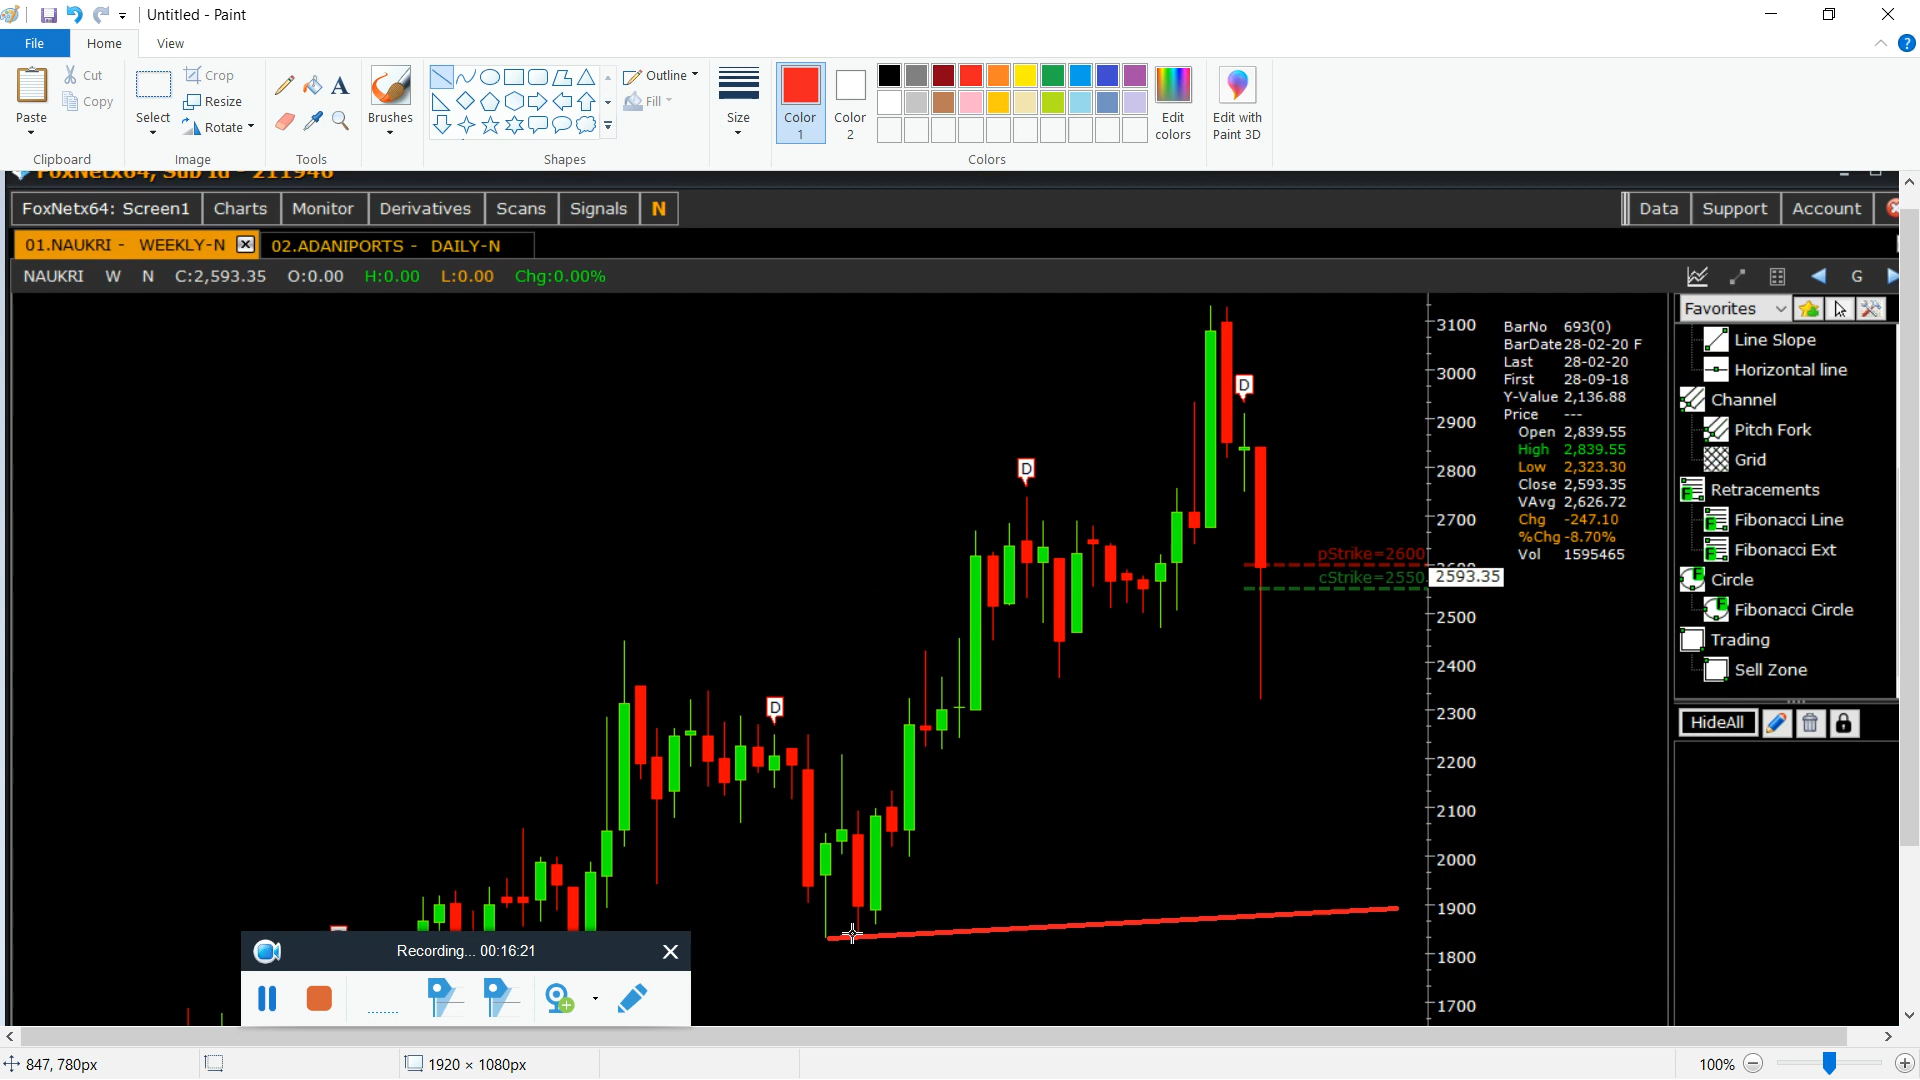 Untitled - Paint
File Home View
Paste Cut Copy Clipboard
Select Crop Resize Rotate Image
Tools
Brushes
Shapes
Outline
Fill
Size
Color 1
Color 2
Edit colors
Colors
Edit with Paint 3D
FoxNetx64, Sub Id - 211946
FoxNetx64: Screen1 Charts Monitor Derivatives Scans Signals N Data Support Account
01.NAUKRI - WEEKLY-N 02.ADANIPORTS - DAILY-N
NAUKRI W N C:2,593.35 O:0.00 H:0.00 L:0.00 Chg:0.00% G
3100
3000
2900
2800
2700
2593.35
2500
2400
2300
2200
2100
2000
1900
1800
1700
D
D
D
pStrike=2600
cStrike=2550
BarNo 693(0)
BarDate 28-02-20 F
Last 28-02-20
First 28-09-18
Y-Value 2,136.88
Price ---
Open 2,839.55
High 2,839.55
Low 2,323.30
Close 2,593.35
VAvg 2,626.72
Chg -247.10
%Chg -8.70%
Vol 1595465
Favorites
Line Slope
Horizontal line
Channel
Pitch Fork
Grid
Retracements
Fibonacci Line
Fibonacci Ext
Circle
Fibonacci Circle
Trading
Sell Zone
HideAll
Recording... 00:16:21
847, 780px 1920 × 1080px 100%